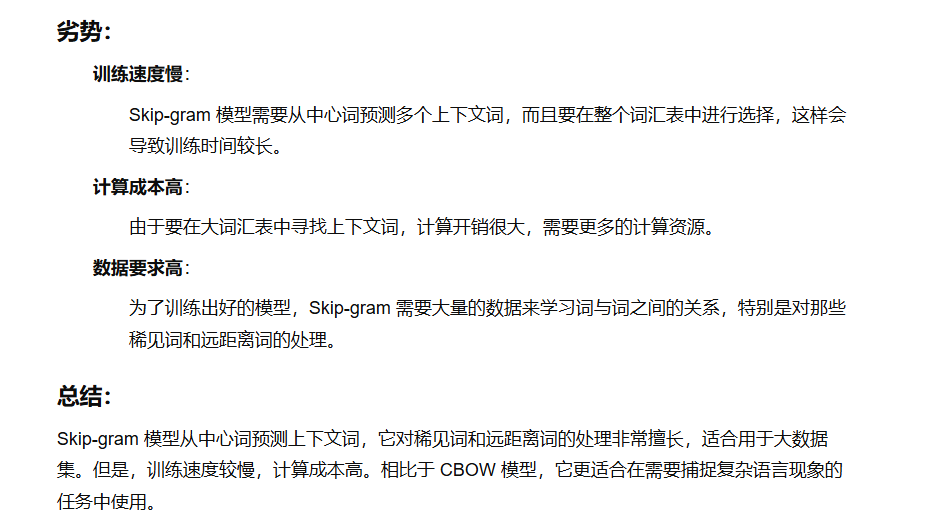 劣势：
训练速度慢：
Skip-gram 模型需要从中心词预测多个上下文词，而且要在整个词汇表中进行选择，这样会
导致训练时间较长。
计算成本高：
由于要在大词汇表中寻找上下文词，计算开销很大，需要更多的计算资源。
数据要求高：
为了训练出好的模型，Skip-gram 需要大量的数据来学习词与词之间的关系，特别是对那些
稀见词和远距离词的处理。
总结：
Skip-gram 模型从中心词预测上下文词，它对稀见词和远距离词的处理非常擅长，适合用于大数据
集。但是，训练速度较慢，计算成本高。相比于 CBOW 模型，它更适合在需要捕捉复杂语言现象的
任务中使用。